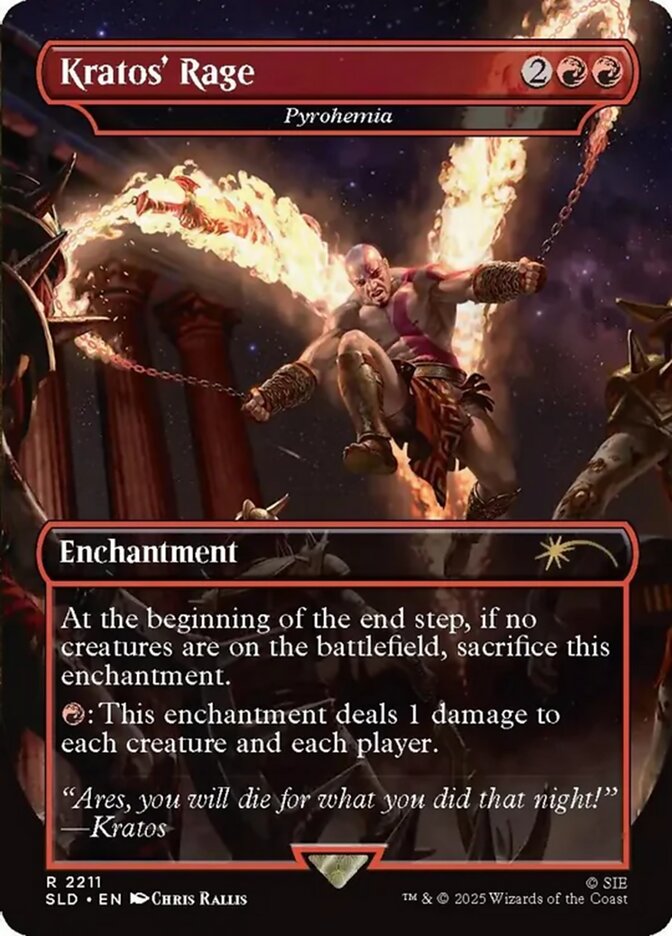 Kratos' Rage 2
Pyrohemia
Enchantment
At the beginning of the end step, if no
creatures are on the battlefield, sacrifice this
enchantment.
: This enchantment deals 1 damage to
each creature and each player.
"Ares, you will die for what you did that night!"
—Kratos
R 2211
SLD • EN Chris Rallis
© SIE
™ & © 2025 Wizards of the Coast